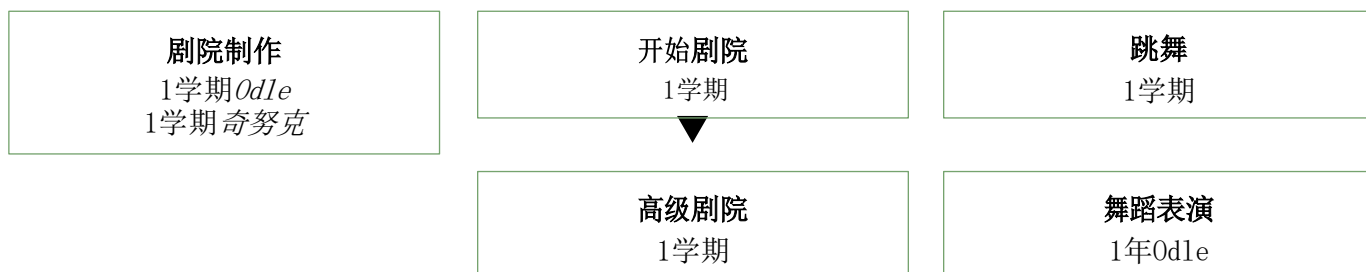 剧院制作
1学期Odle
1学期奇努克
开始剧院
1学期
跳舞
1学期
高级剧院
1学期
舞蹈表演
1年Odle